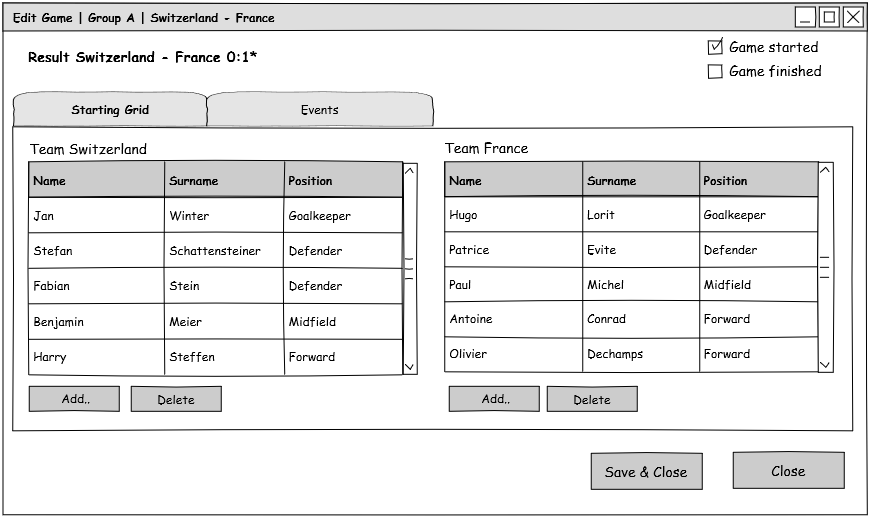 Edit Game | Group A | Switzerland - France
Result Switzerland - France 0:1*
Game started
Game finished
Starting Grid Events
Team Switzerland
Name Surname Position
Jan Winter Goalkeeper
Stefan Schattensteiner Defender
Fabian Stein Defender
Benjamin Meier Midfield
Harry Steffen Forward
Add.. Delete
Team France
Name Surname Position
Hugo Lorit Goalkeeper
Patrice Evite Defender
Paul Michel Midfield
Antoine Conrad Forward
Olivier Dechamps Forward
Add.. Delete
Save & Close Close